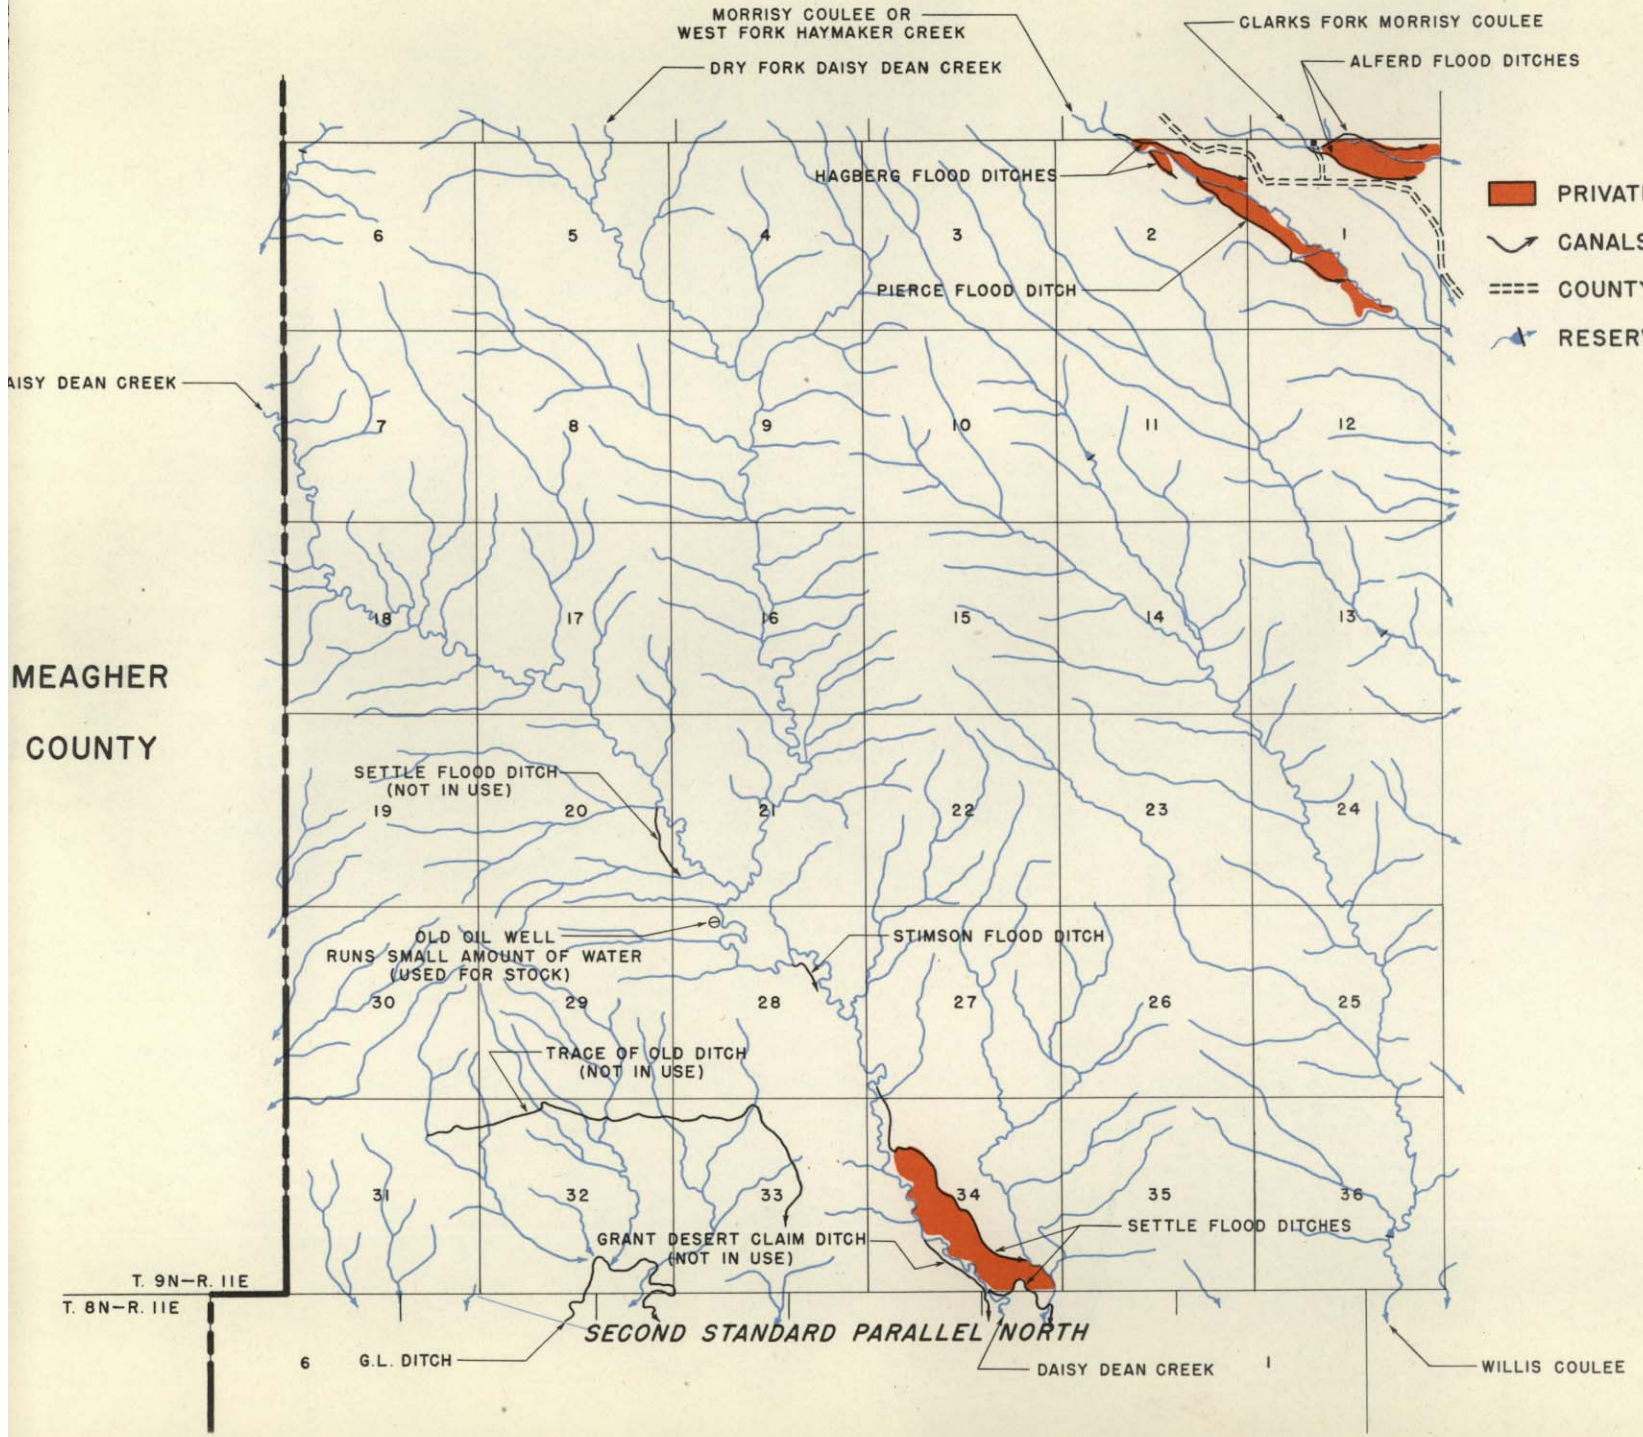 MORRISY COULEE OR
WEST FORK HAYMAKER CREEK
CLARKS FORK MORRISY COULEE
DRY FORK DAISY DEAN CREEK
ALFERD FLOOD DITCHES
HAGBERG FLOOD DITCHES
PRIVATE
6 5 4 3 2 1
CANALS
PIERCE FLOOD DITCH
COUNTY
RESERV
AISY DEAN CREEK
7 8 9 10 11 12
18 17 16 15 14 13
MEAGHER
COUNTY
SETTLE FLOOD DITCH
(NOT IN USE)
19 20 21 22 23 24
OLD OIL WELL
RUNS SMALL AMOUNT OF WATER
(USED FOR STOCK)
STIMSON FLOOD DITCH
30 29 28 27 26 25
TRACE OF OLD DITCH
(NOT IN USE)
31 32 33 34 35 36
GRANT DESERT CLAIM DITCH
(NOT IN USE)
SETTLE FLOOD DITCHES
T. 9N-R. 11E
T. 8N-R. 11E
SECOND STANDARD PARALLEL NORTH
6 G.L. DITCH
DAISY DEAN CREEK
1
WILLIS COULEE